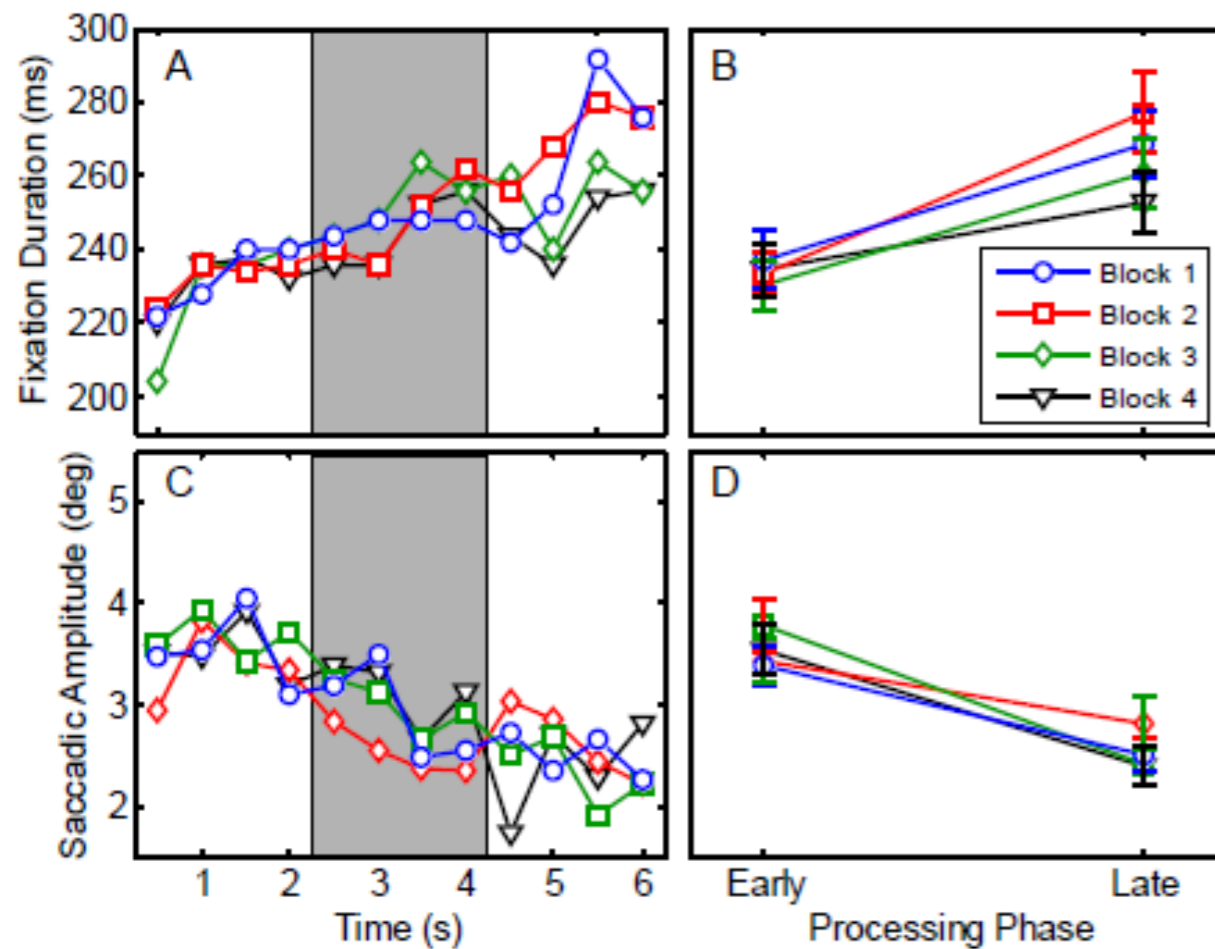 A
B
300
280
260
240
220
200
Fixation Duration (ms)
Block 1
Block 2
Block 3
Block 4
C
D
5
4
3
2
Saccadic Amplitude (deg)
1 2 3 4 5 6
Time (s)
Early Late
Processing Phase